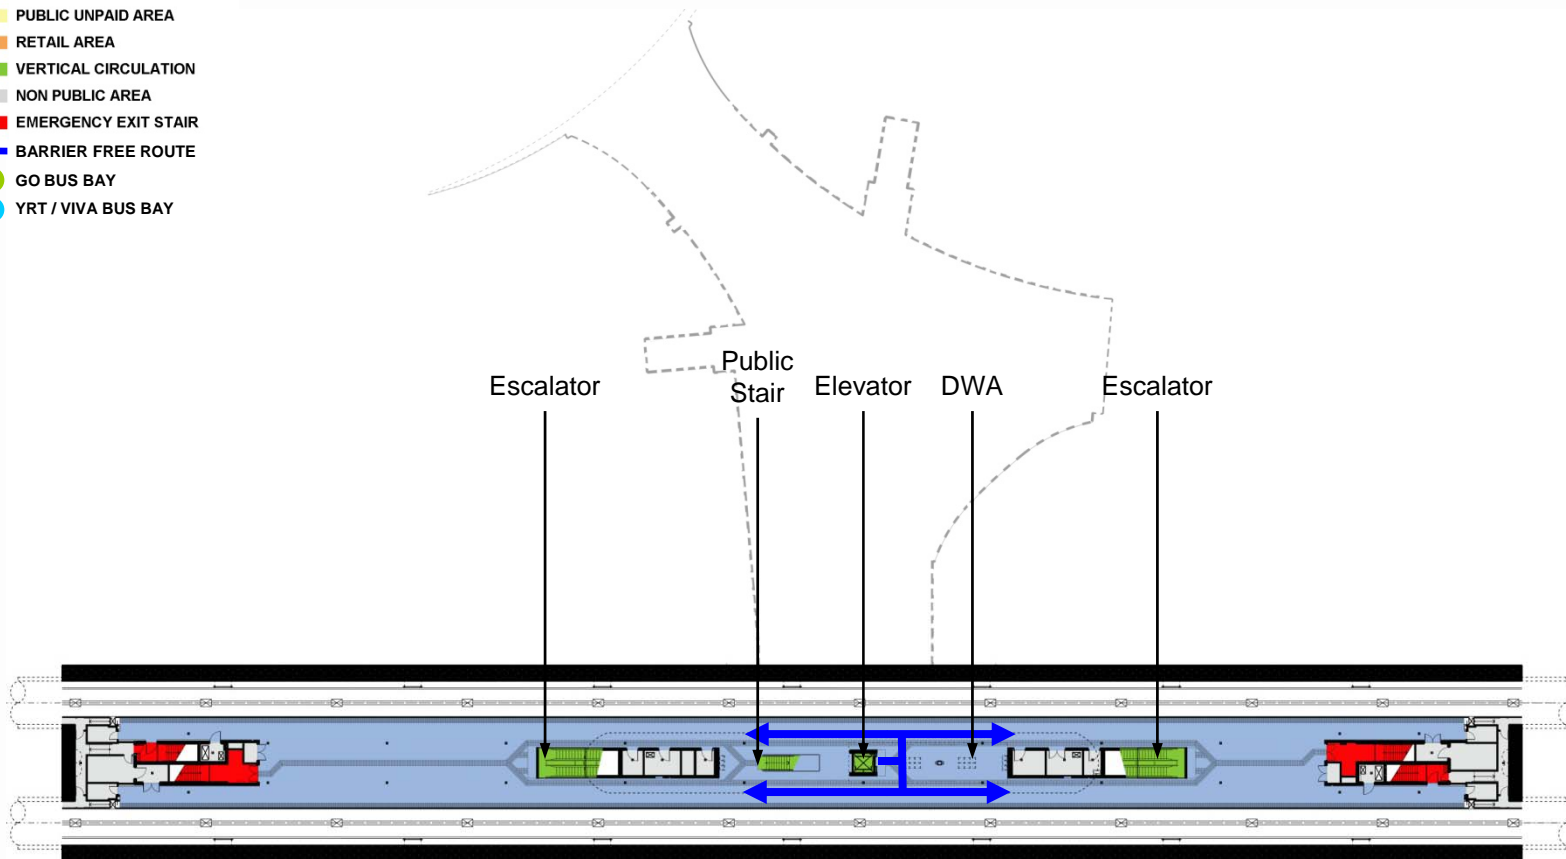 PUBLIC UNPAID AREA
RETAIL AREA
VERTICAL CIRCULATION
NON PUBLIC AREA
EMERGENCY EXIT STAIR
BARRIER FREE ROUTE
GO BUS BAY
YRT / VIVA BUS BAY
Escalator
Public
Stair
Elevator
DWA
Escalator